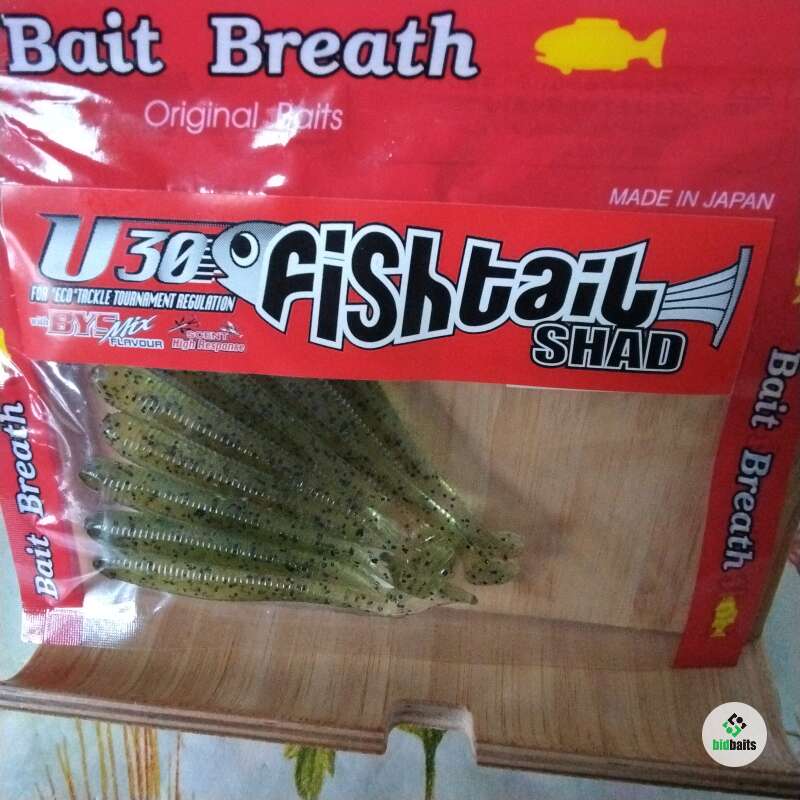 Bait Breath
Original Baits
MADE IN JAPAN
U30 fishtail
SHAD
FOR "ECO" TACKLE TOURNAMENT REGULATION
with BYS Mix
FLAVOUR
SCENT
High Response
Bait Breath
Bait Breath
bidbaits